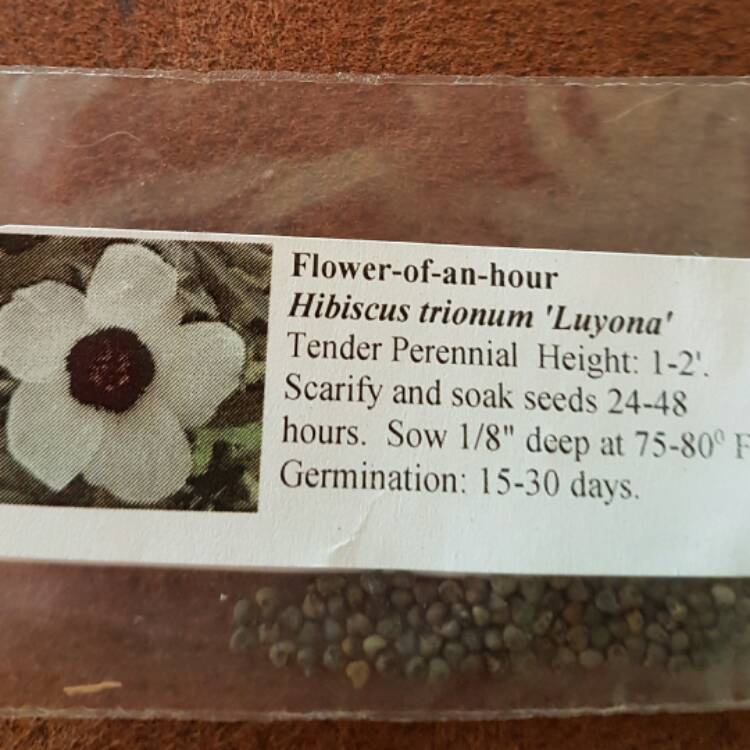 Flower-of-an-hour
Hibiscus trionum 'Luyona'
Tender Perennial Height: 1-2'.
Scarify and soak seeds 24-48
hours. Sow 1/8" deep at 75-80⁰ F
Germination: 15-30 days.